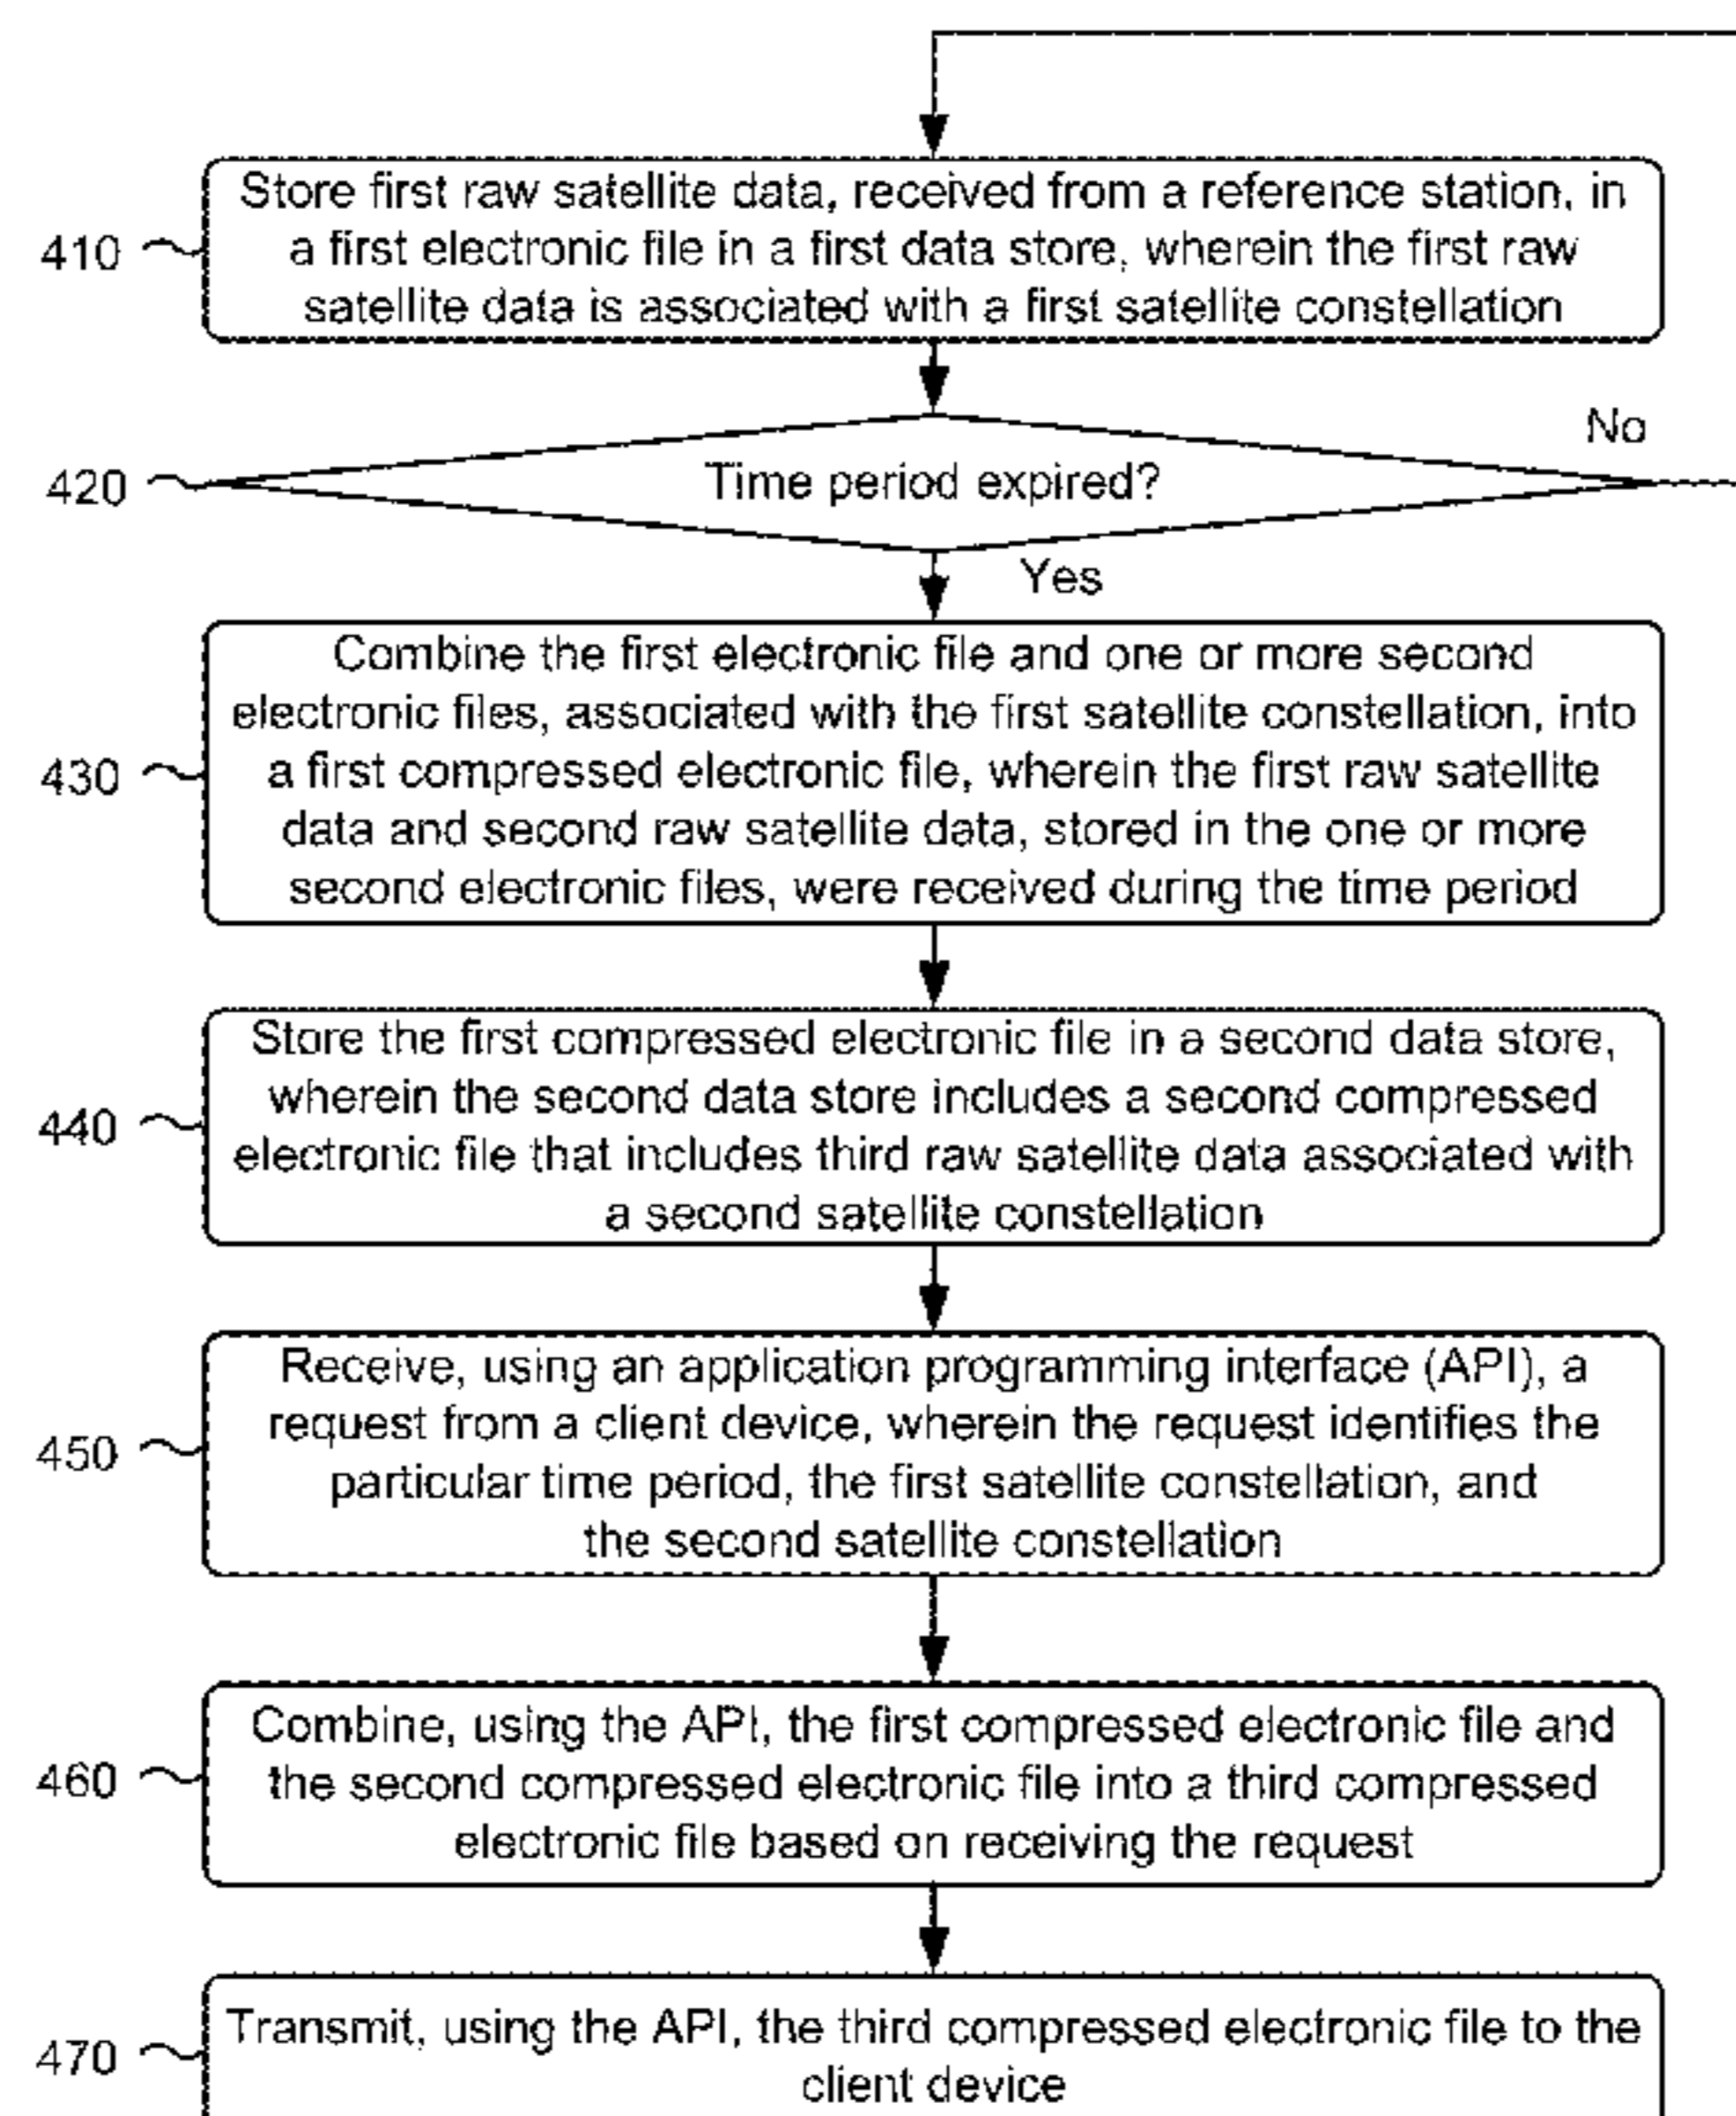 410
Store first raw satellite data, received from a reference station, in
a first electronic file in a first data store, wherein the first raw
satellite data is associated with a first satellite constellation
No
420
Time period expired?
Yes
430
Combine the first electronic file and one or more second
electronic files, associated with the first satellite constellation, into
a first compressed electronic file, wherein the first raw satellite
data and second raw satellite data, stored in the one or more
second electronic files, were received during the time period
440
Store the first compressed electronic file in a second data store,
wherein the second data store includes a second compressed
electronic file that includes third raw satellite data associated with
a second satellite constellation
450
Receive, using an application programming interface (API), a
request from a client device, wherein the request identifies the
particular time period, the first satellite constellation, and
the second satellite constellation
460
Combine, using the API, the first compressed electronic file and
the second compressed electronic file into a third compressed
electronic file based on receiving the request
470
Transmit, using the API, the third compressed electronic file to the
client device